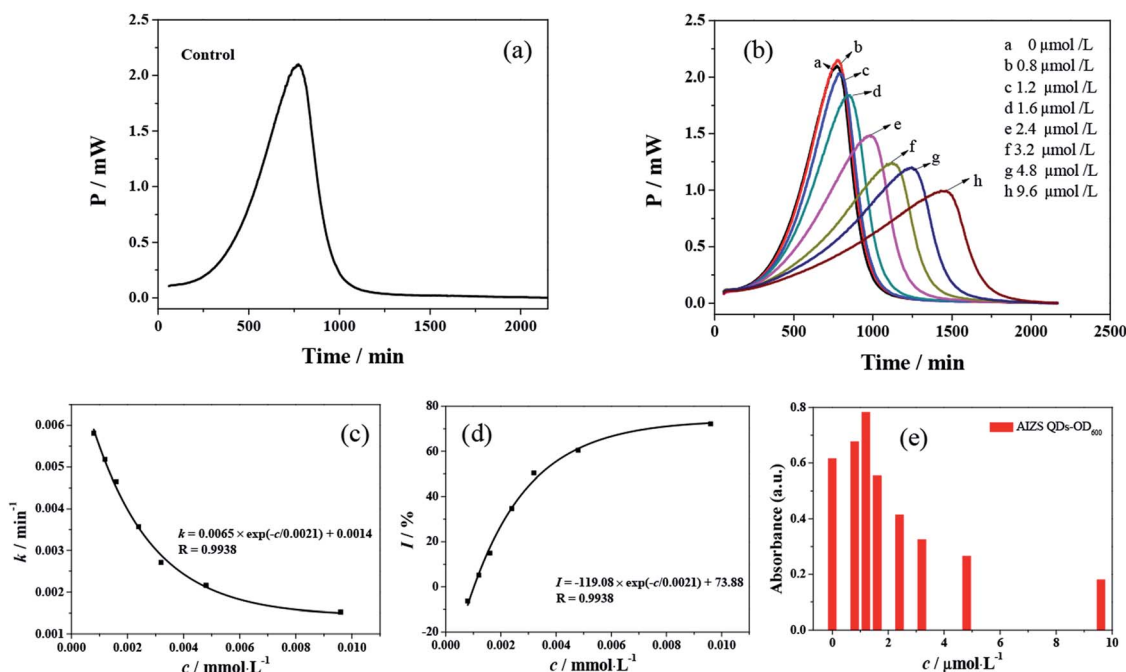 2.5
2.0
1.5
1.0
0.5
0.0
P / mW
Control
(a)
0 500 1000 1500 2000
Time / min
2.5
2.0
1.5
1.0
0.5
0.0
P / mW
(b)
a b c d e f g h
a 0 µmol /L
b 0.8 µmol /L
c 1.2 µmol /L
d 1.6 µmol /L
e 2.4 µmol /L
f 3.2 µmol /L
g 4.8 µmol /L
h 9.6 µmol /L
0 500 1000 1500 2000 2500
Time / min
0.006
0.005
0.004
0.003
0.002
0.001
k / min-1
(c)
k = 0.0065 × exp(-c/0.0021) + 0.0014
R = 0.9938
0.000 0.002 0.004 0.006 0.008 0.010
c / mmol·L-1
80
60
40
20
0
-20
I / %
(d)
I = -119.08 × exp(-c/0.0021) + 73.88
R = 0.9938
0.000 0.002 0.004 0.006 0.008 0.010
c / mmol·L-1
0.8
0.6
0.4
0.2
0.0
Absorbance (a.u.)
(e)
AIZS QDs-OD600
0 2 4 6 8 10
c / µmol·L-1